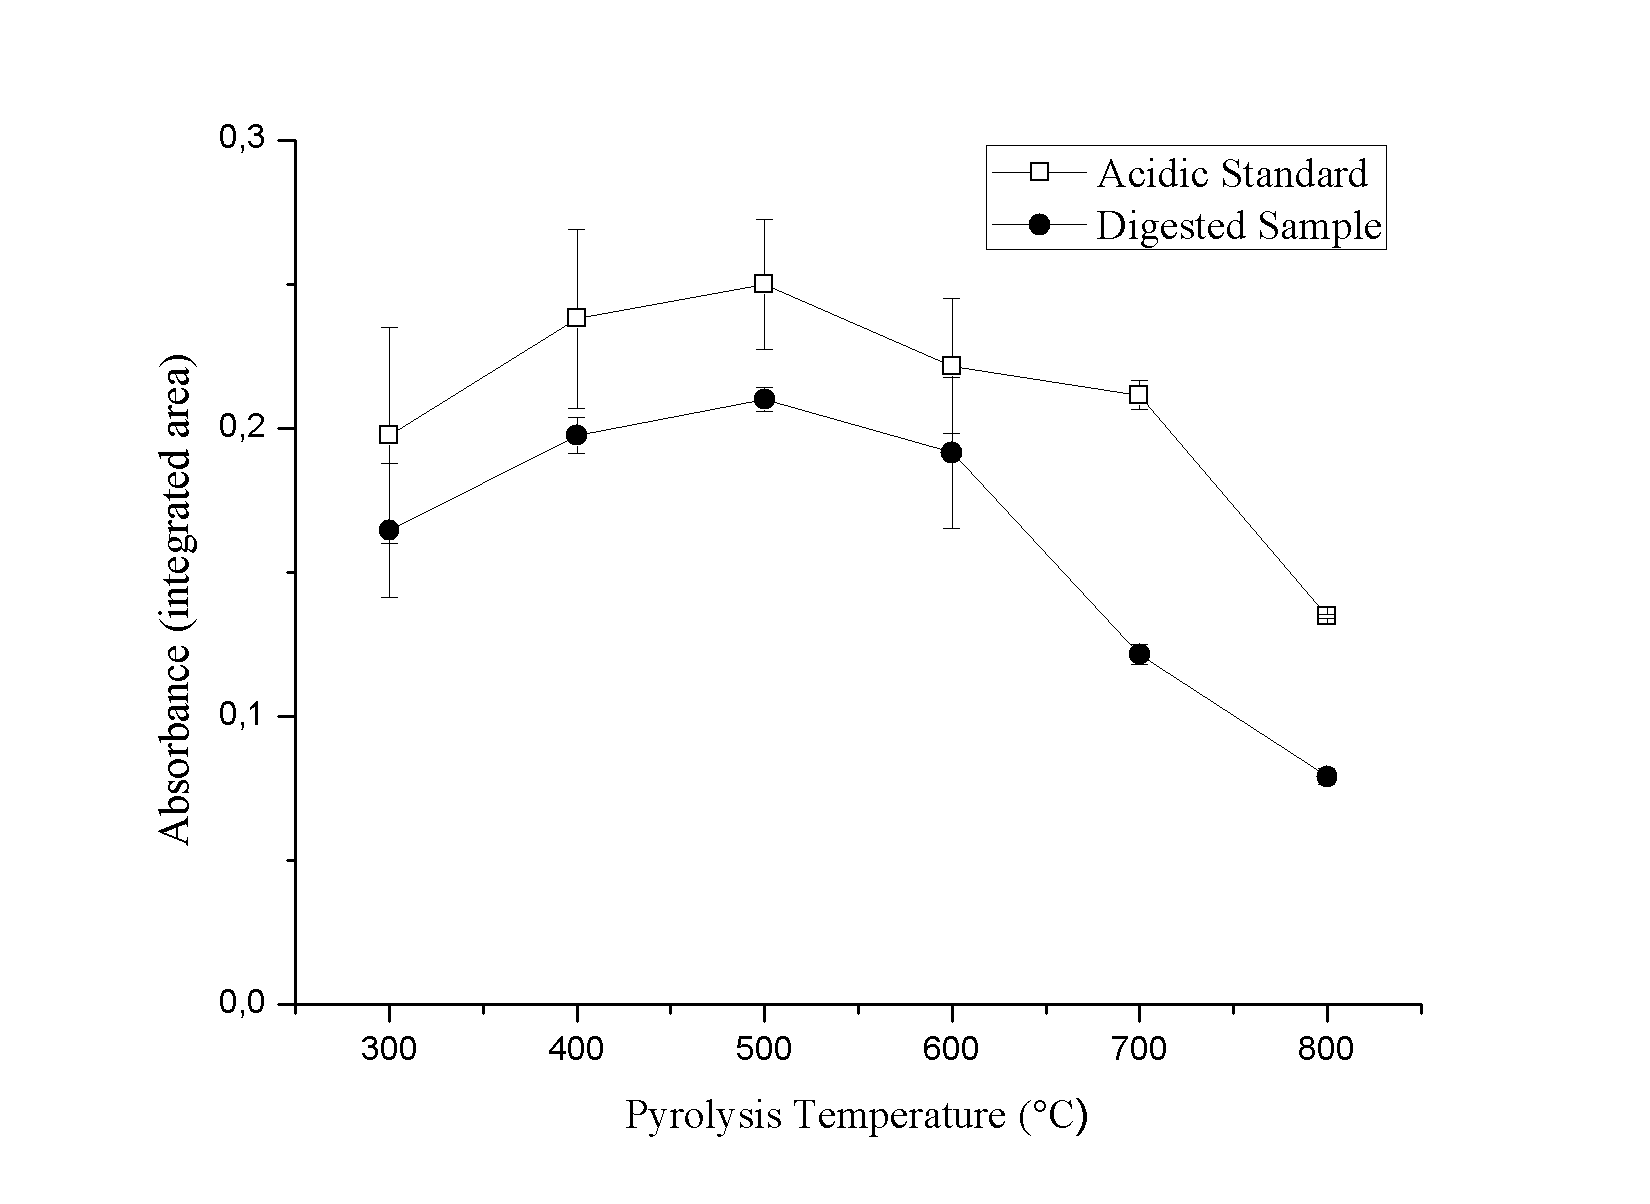 0,3
0,2
0,1
0,0
Absorbance (integrated area)
Acidic Standard
Digested Sample
300 400 500 600 700 800
Pyrolysis Temperature (°C)